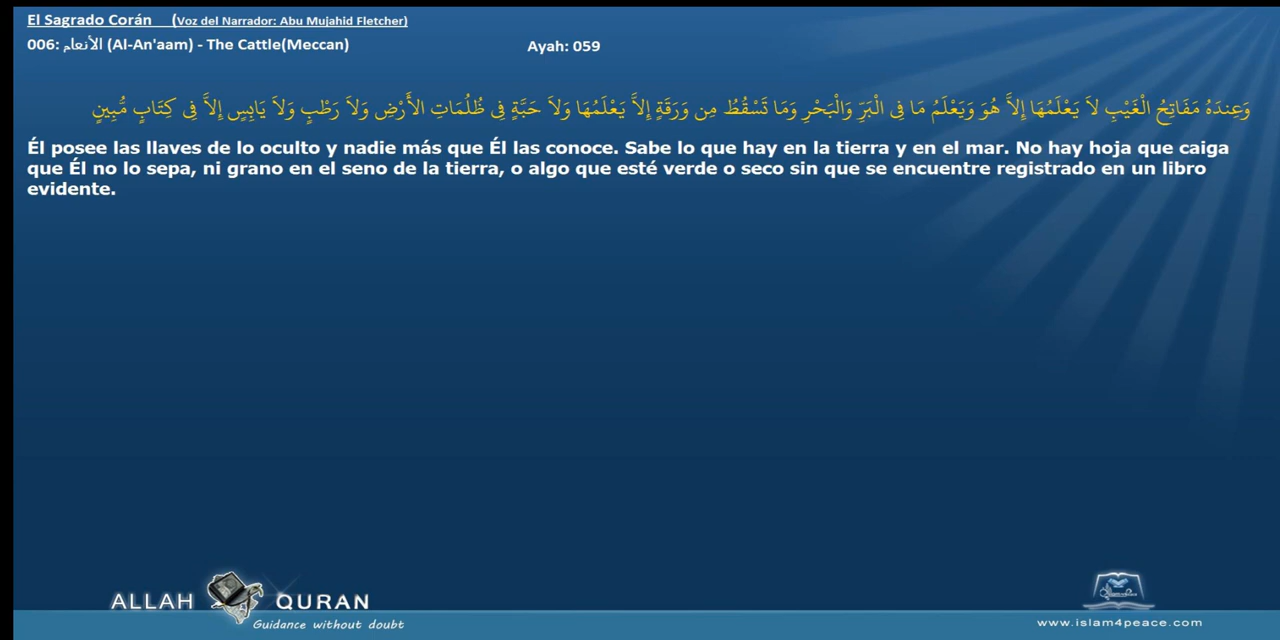 El Sagrado Corán (Voz del Narrador: Abu Mujahid Fletcher)
006: الأنعام (Al-An'aam) - The Cattle(Meccan) Ayah: 059
وَعِندَهُ مَفَاتِحُ الْغَيْبِ لاَ يَعْلَمُهَا إِلاَّ هُوَ وَيَعْلَمُ مَا فِى الْبَرِّ وَالْبَحْرِ وَمَا تَسْقُطُ مِن وَرَقَةٍ إِلاَّ يَعْلَمُهَا وَلاَ حَبَّةٍ فِى ظُلُمَاتِ الأَرْضِ وَلاَ رَطْبٍ وَلاَ يَابِسٍ إِلاَّ فِى كِتَابٍ مُّبِينٍ
Él posee las llaves de lo oculto y nadie más que Él las conoce. Sabe lo que hay en la tierra y en el mar. No hay hoja que caiga
que Él no lo sepa, ni grano en el seno de la tierra, o algo que esté verde o seco sin que se encuentre registrado en un libro
evidente.
ALLAH QURAN
Guidance without doubt
www.islam4peace.com